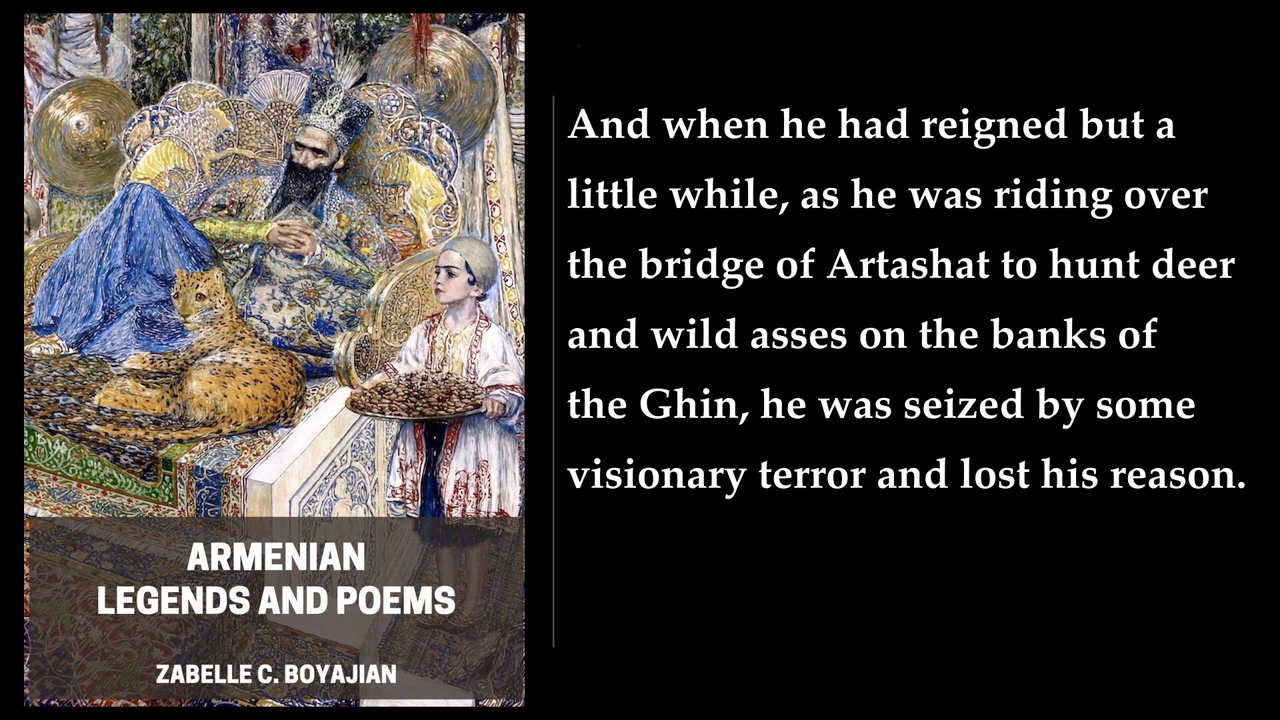 And when he had reigned but a
little while, as he was riding over
the bridge of Artashat to hunt deer
and wild asses on the banks of
the Ghin, he was seized by some
visionary terror and lost his reason.
ARMENIAN
LEGENDS AND POEMS
ZABELLE C. BOYAJIAN